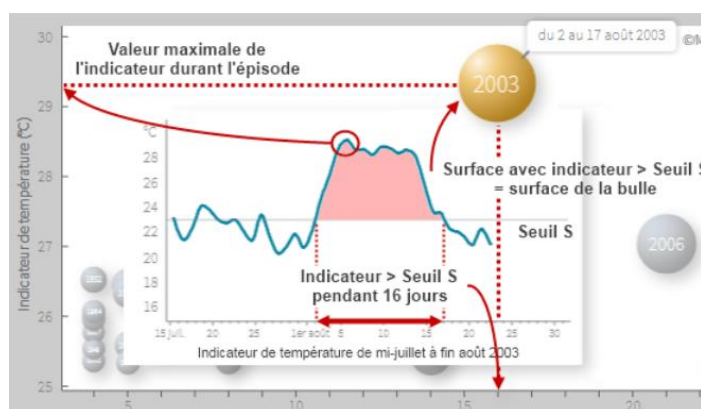 30
Valeur maximale de
l'indicateur durant l'épisode
du 2 au 17 août 2003
2003
29
°C
28
26
24
22
20
18
16
Surface avec indicateur > Seuil S
= surface de la bulle
Seuil S
28
2006
27
Indicateur > Seuil S
pendant 16 jours
Indicateur de température (°C)
26
15 juil.
20
25
1er août
5
10
15
20
25
30
Indicateur de température de mi-juillet à fin août 2003
25
5
10
15
20